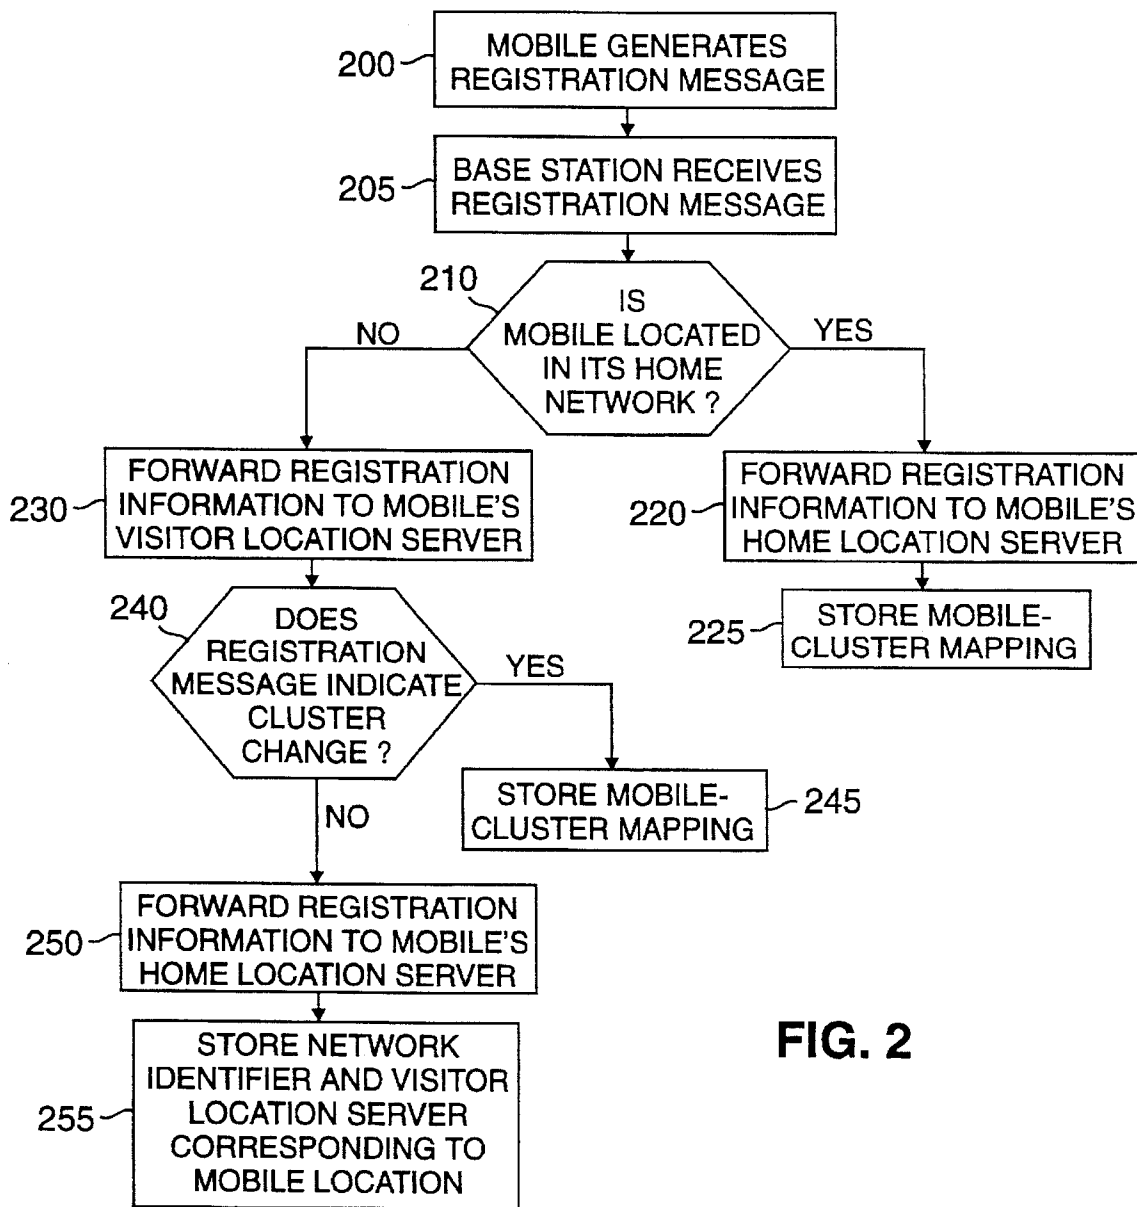 200
MOBILE GENERATES
REGISTRATION MESSAGE
205
BASE STATION RECEIVES
REGISTRATION MESSAGE
210
IS
MOBILE LOCATED
IN ITS HOME
NETWORK ?
NO
YES
230
FORWARD REGISTRATION
INFORMATION TO MOBILE'S
VISITOR LOCATION SERVER
220
FORWARD REGISTRATION
INFORMATION TO MOBILE'S
HOME LOCATION SERVER
225
STORE MOBILE-
CLUSTER MAPPING
240
DOES
REGISTRATION
MESSAGE INDICATE
CLUSTER
CHANGE ?
YES
NO
STORE MOBILE-
CLUSTER MAPPING
245
250
FORWARD REGISTRATION
INFORMATION TO MOBILE'S
HOME LOCATION SERVER
255
STORE NETWORK
IDENTIFIER AND VISITOR
LOCATION SERVER
CORRESPONDING TO
MOBILE LOCATION
FIG. 2